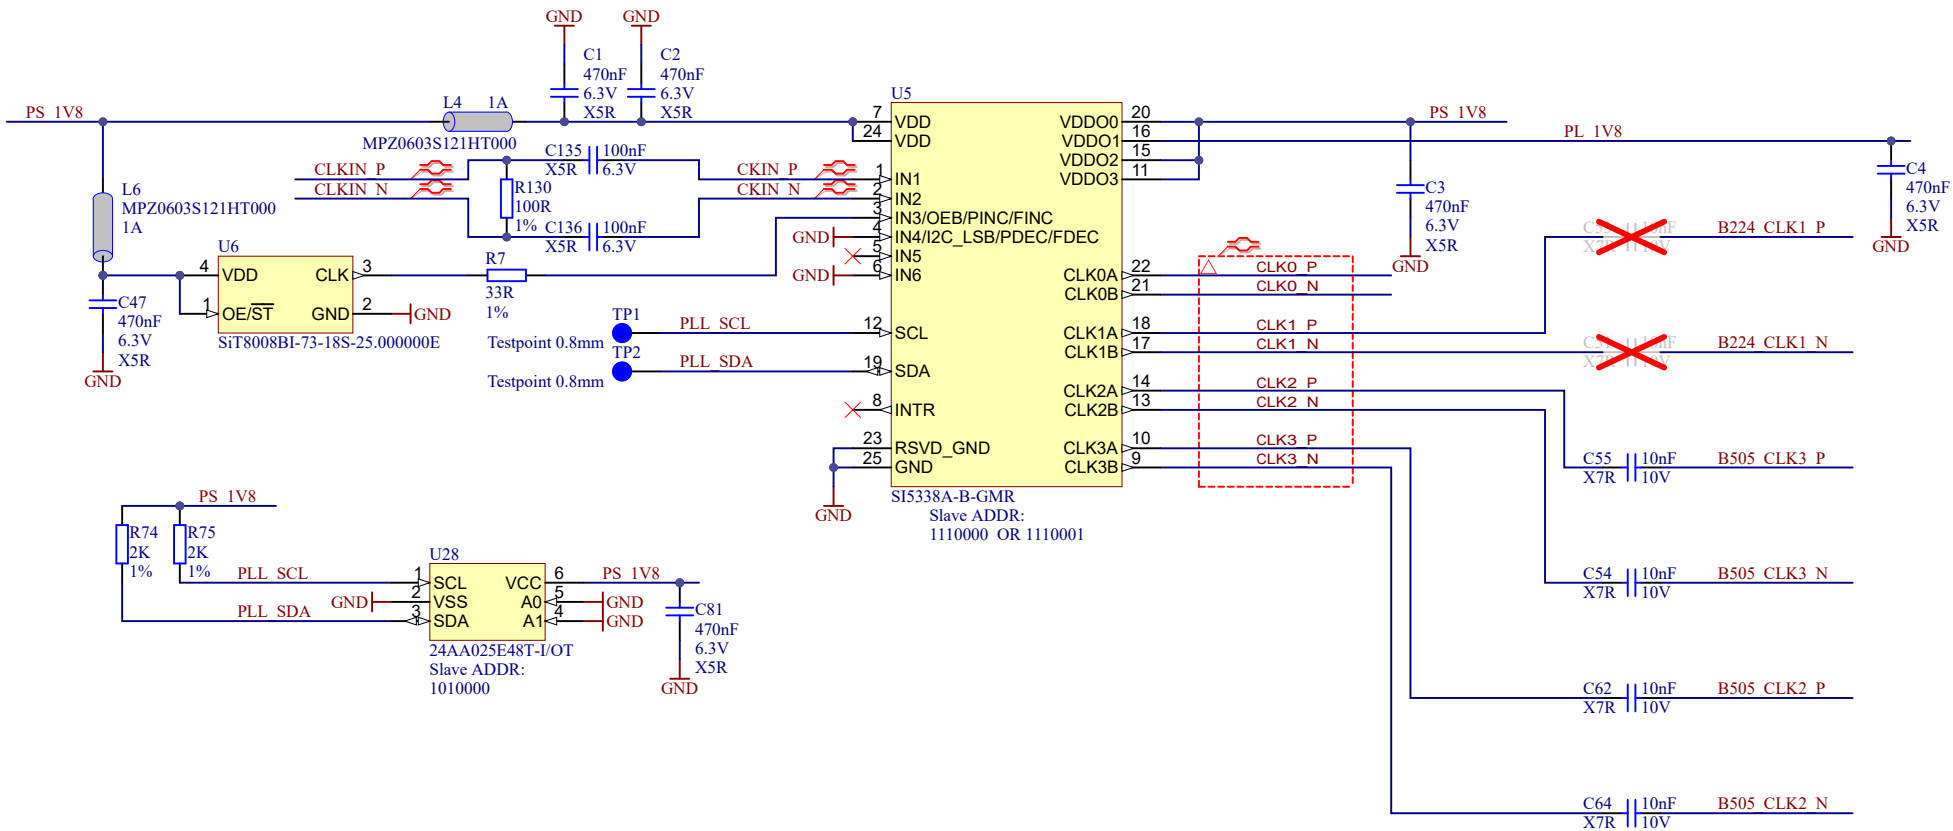 GND
GND
C1
470nF
6.3V
X5R
C2
470nF
6.3V
X5R
PS_1V8
L4 1A
MPZ0603S121HT000
L6
MPZ0603S121HT000
1A
CLKIN_P
CLKIN_N
R130
100R
1%
C135
X5R
100nF
6.3V
C136
X5R
100nF
6.3V
CKIN_P
CKIN_N
U6
4 VDD
1 OE/ST
CLK 3
GND 2
GND
SiT8008BI-73-18S-25.000000E
C47
470nF
6.3V
X5R
GND
R7
33R
1%
TP1
Testpoint 0.8mm
TP2
Testpoint 0.8mm
PLL_SCL
PLL_SDA
GND
GND
U5
7 VDD
24 VDD
1 IN1
2 IN2
3 IN3/OEB/PINC/FINC
4 IN4/I2C_LSB/PDEC/FDEC
5 IN5
6 IN6
12 SCL
19 SDA
8 INTR
23 RSVD_GND
25 GND
GND
VDDO0 20
VDDO1 16
VDDO2 15
VDDO3 11
CLK0A 22
CLK0B 21
CLK1A 18
CLK1B 17
CLK2A 14
CLK2B 13
CLK3A 10
CLK3B 9
SI5338A-B-GMR
Slave ADDR:
1110000 OR 1110001
PS_1V8
PL_1V8
C3
470nF
6.3V
X5R
GND
C4
470nF
6.3V
X5R
GND
CLK0_P
CLK0_N
CLK1_P
CLK1_N
CLK2_P
CLK2_N
CLK3_P
CLK3_N
B224_CLK1_P
B224_CLK1_N
C55
X7R
10nF
10V
B505_CLK3_P
C54
X7R
10nF
10V
B505_CLK3_N
C62
X7R
10nF
10V
B505_CLK2_P
C64
X7R
10nF
10V
B505_CLK2_N
PS_1V8
R74
2K
1%
R75
2K
1%
PLL_SCL
GND
PLL_SDA
U28
1 SCL
2 VSS
3 SDA
VCC 6
A0 5
A1 4
24AA025E48T-I/OT
Slave ADDR:
1010000
PS_1V8
GND
GND
C81
470nF
6.3V
X5R
GND